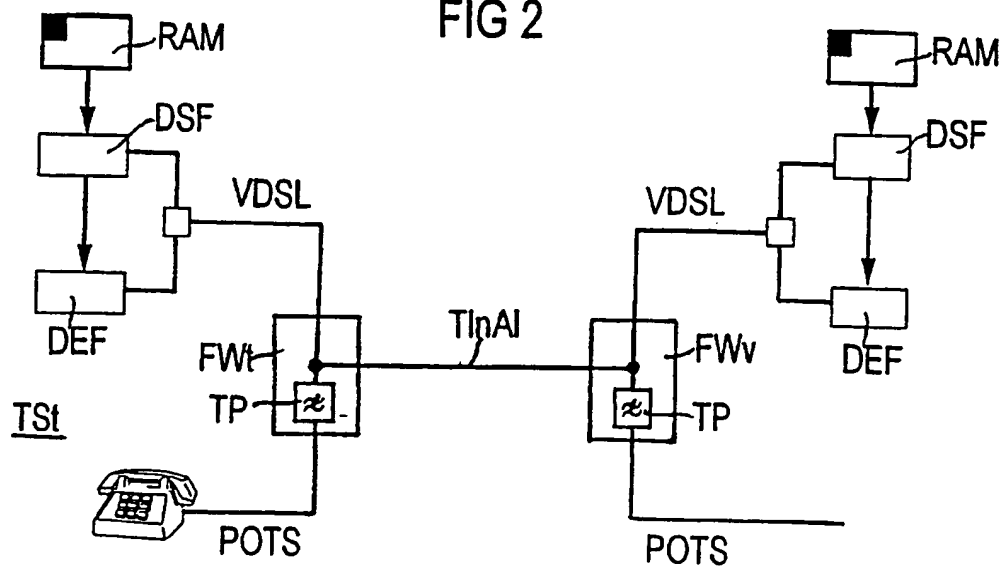 FIG 2
RAM
DSF
VDSL
DEF
FWt
TP
TSt
POTS
TlnAl
RAM
DSF
VDSL
DEF
FWv
TP
POTS